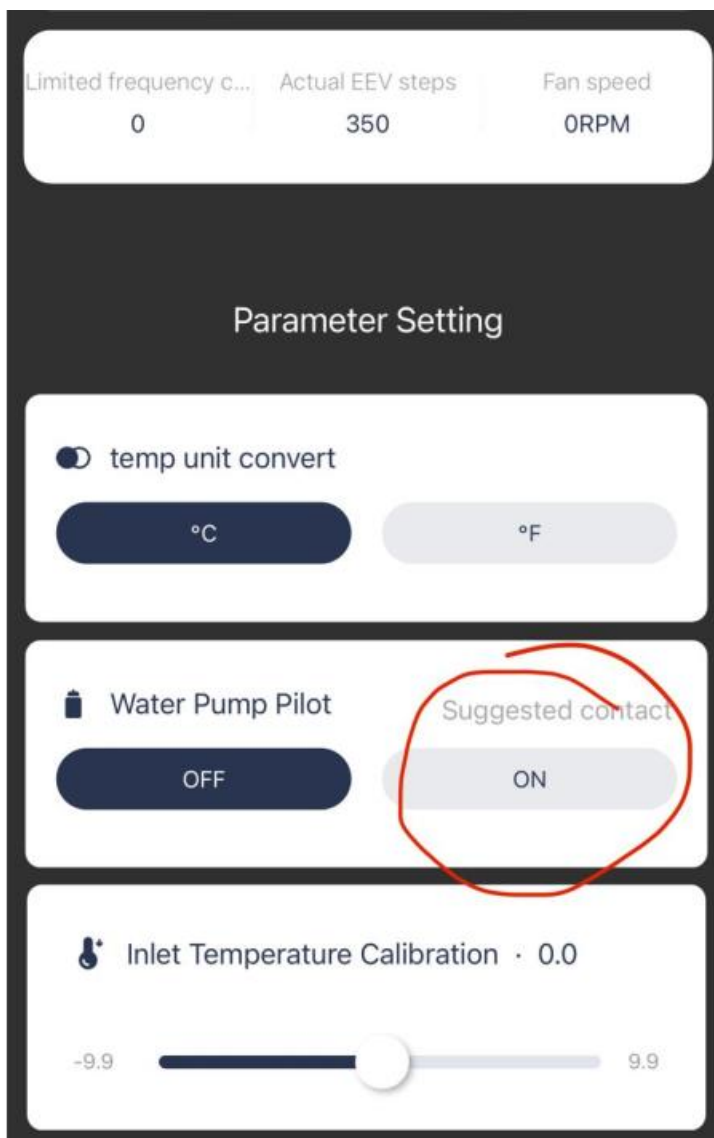 Limited frequency c... Actual EEV steps Fan speed
0 350 0RPM
Parameter Setting
temp unit convert
°C °F
Water Pump Pilot Suggested contact
OFF ON
Inlet Temperature Calibration · 0.0
-9.9 9.9